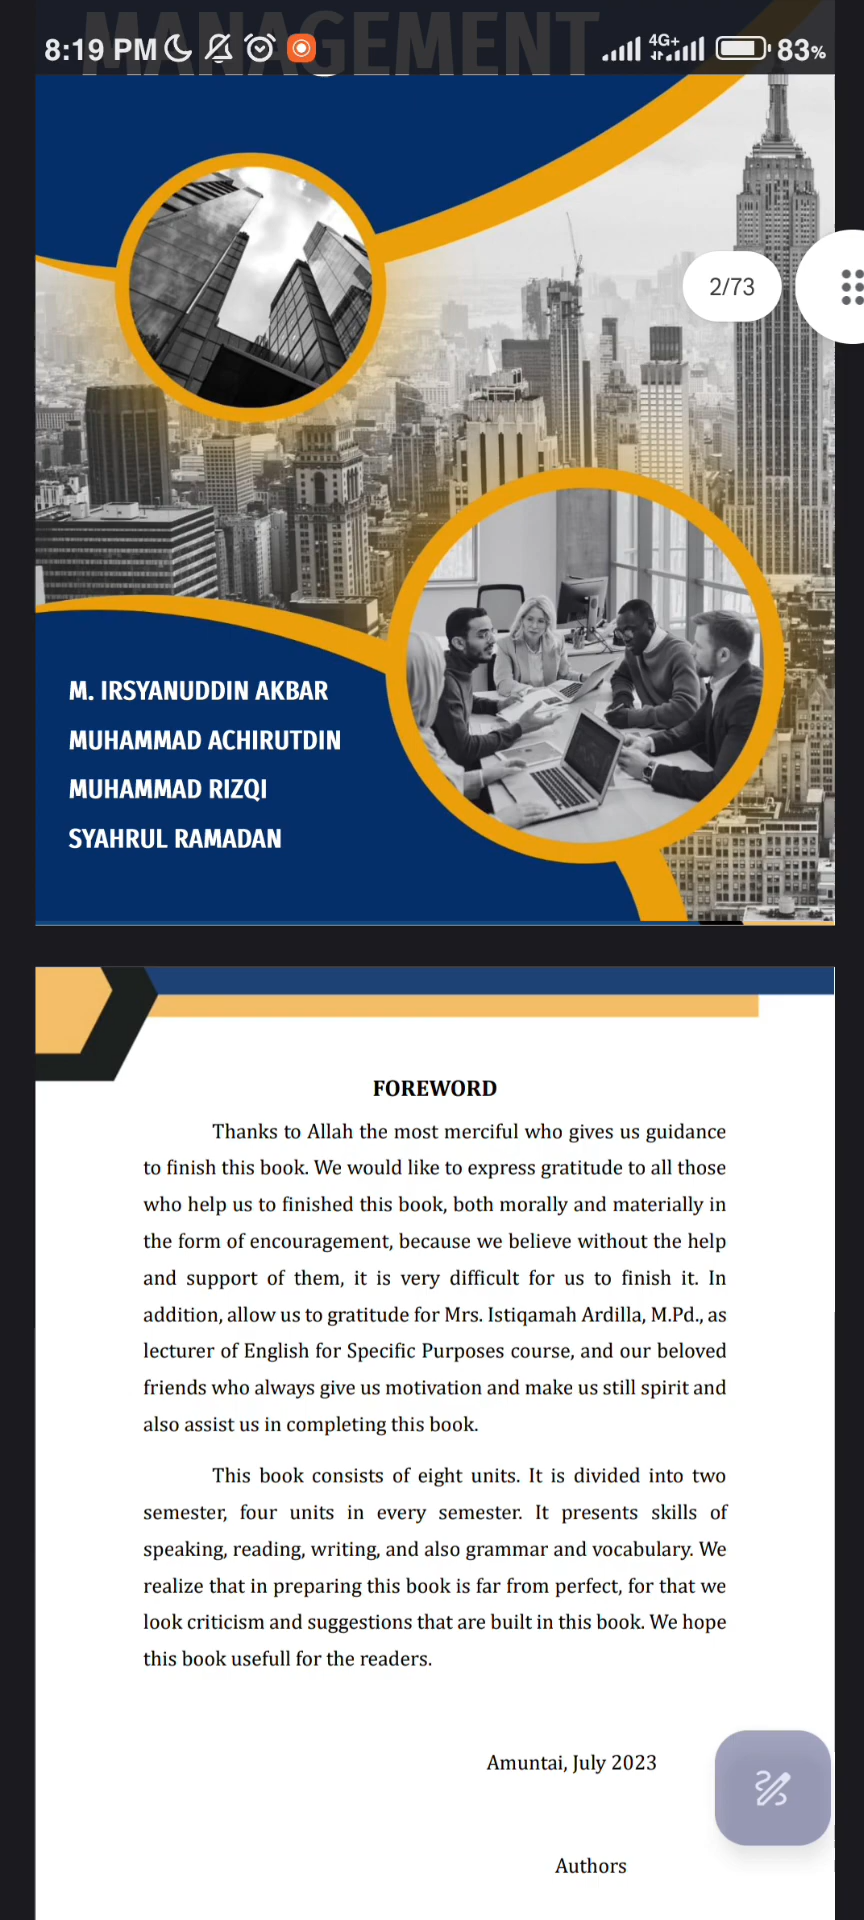 MANAGEMENT
8:19 PM 4G+ 83%
2/73
M. IRSYANUDDIN AKBAR
MUHAMMAD ACHIRUTDIN
MUHAMMAD RIZQI
SYAHRUL RAMADAN
FOREWORD
Thanks to Allah the most merciful who gives us guidance
to finish this book. We would like to express gratitude to all those
who help us to finished this book, both morally and materially in
the form of encouragement, because we believe without the help
and support of them, it is very difficult for us to finish it. In
addition, allow us to gratitude for Mrs. Istiqamah Ardilla, M.Pd., as
lecturer of English for Specific Purposes course, and our beloved
friends who always give us motivation and make us still spirit and
also assist us in completing this book.
This book consists of eight units. It is divided into two
semester, four units in every semester. It presents skills of
speaking, reading, writing, and also grammar and vocabulary. We
realize that in preparing this book is far from perfect, for that we
look criticism and suggestions that are built in this book. We hope
this book usefull for the readers.
Amuntai, July 2023
Authors